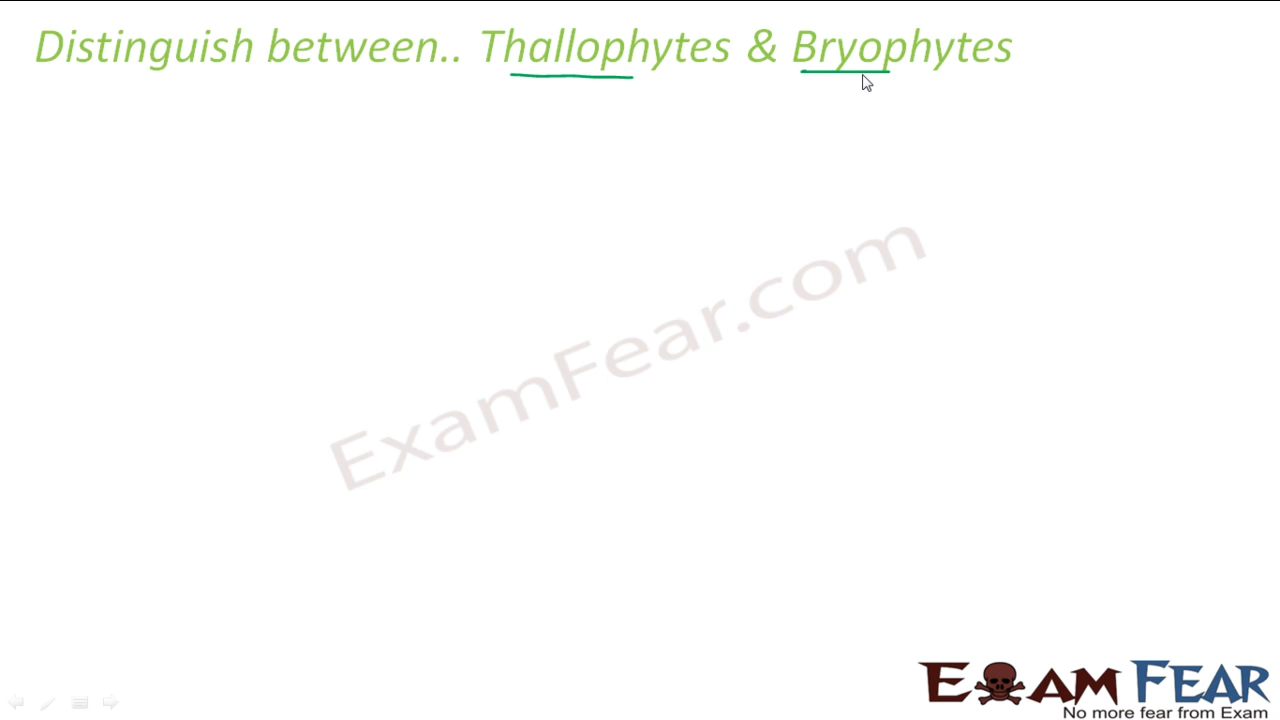 Distinguish between.. Thallophytes & Bryophytes
ExamFear.com
EXAM FEAR
No more fear from Exam